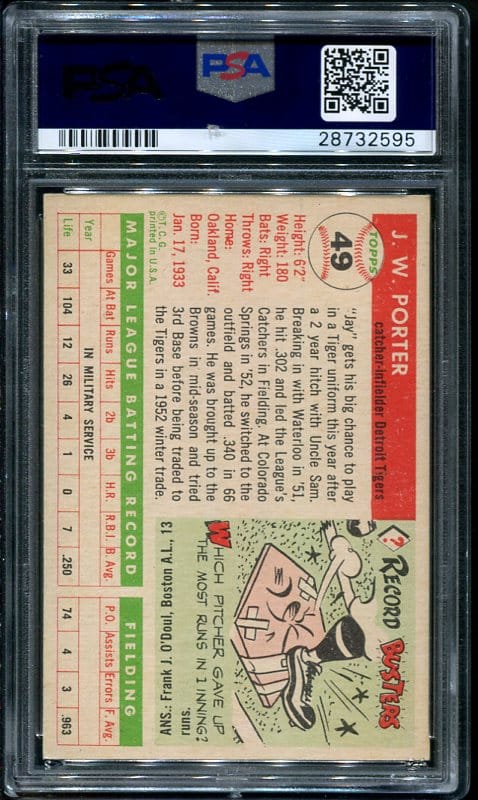 PSA
PSA
28732595
J. W. PORTER
catcher-infielder Detroit Tigers
TOPPS
49
Height: 6'2"
Weight: 180
Bats: Right
Throws: Right
Home:
Oakland, Calif.
Born:
Jan. 17, 1933
©T. C. G.
printed in U.S.A.
"Jay" gets his big chance to play
in a Tiger uniform this year after
a 2 year hitch with Uncle Sam.
Breaking in with Waterloo in '51,
he hit .302 and led the League's
Catchers in Fielding. At Colorado
Springs in '52, he switched to the
outfield and batted .340 in 66
games. He was brought up to the
Browns in mid-season and tried
3rd Base before being traded to
the Tigers in a 1952 winter trade.
?
RECORD
BUSTERS
WHICH PITCHER GAVE UP
THE MOST RUNS IN 1 INNING?
ANS.: Frank J. O'Doul, Boston A.L., 13
runs.
MAJOR LEAGUE BATTING RECORD
FIELDING
Year Games At Bat Runs Hits 2b 3b H.R. R.B.I. B. Avg. P.O. Assists Errors F. Avg.
IN MILITARY SERVICE
Life 33 104 12 26 4 1 0 7 .250 74 4 3 .963